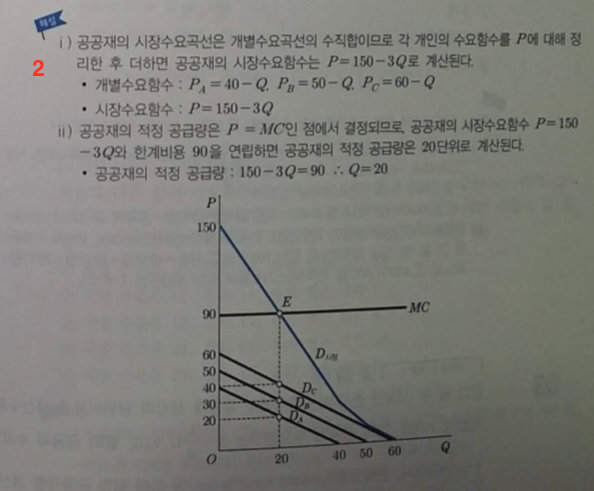 해설
2
ⅰ) 공공재의 시장수요곡선은 개별수요곡선의 수직합이므로 각 개인의 수요함수를 P에 대해 정
리한 후 더하면 공공재의 시장수요함수는 P=150-3Q로 계산된다.
• 개별수요함수 : P_A=40-Q, P_B=50-Q, P_C=60-Q
• 시장수요함수 : P=150-3Q
ⅱ) 공공재의 적정 공급량은 P=MC인 점에서 결정되므로, 공공재의 시장수요함수 P=150
-3Q와 한계비용 90을 연립하면 공공재의 적정 공급량은 20단위로 계산된다.
• 공공재의 적정 공급량 : 150-3Q=90 ∴ Q=20
P
150
E
90
MC
D시장
60
50
40
30
20
D_C
D_B
D_A
O
20
40
50
60
Q